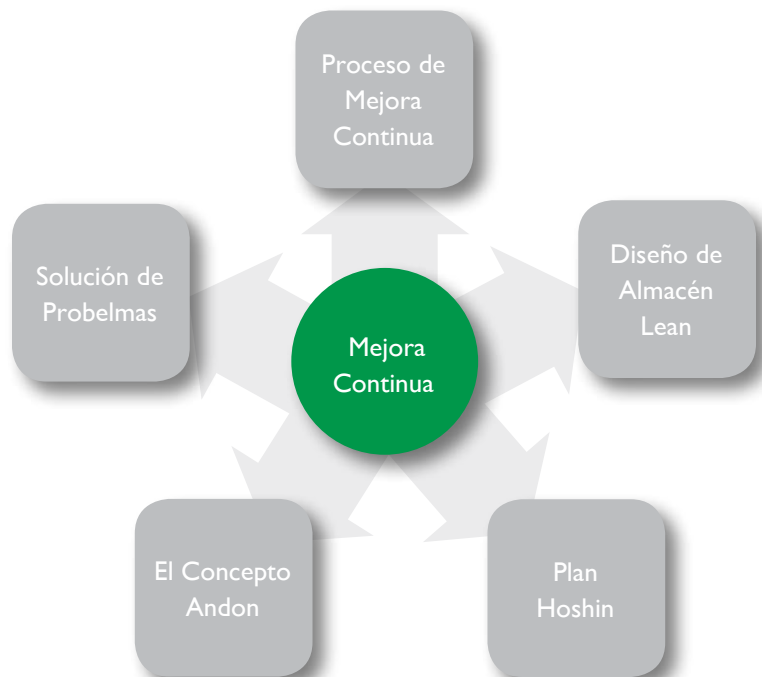 Proceso de
Mejora
Continua
Solución de
Probelmas
Diseño de
Almacén
Lean
Mejora
Continua
El Concepto
Andon
Plan
Hoshin